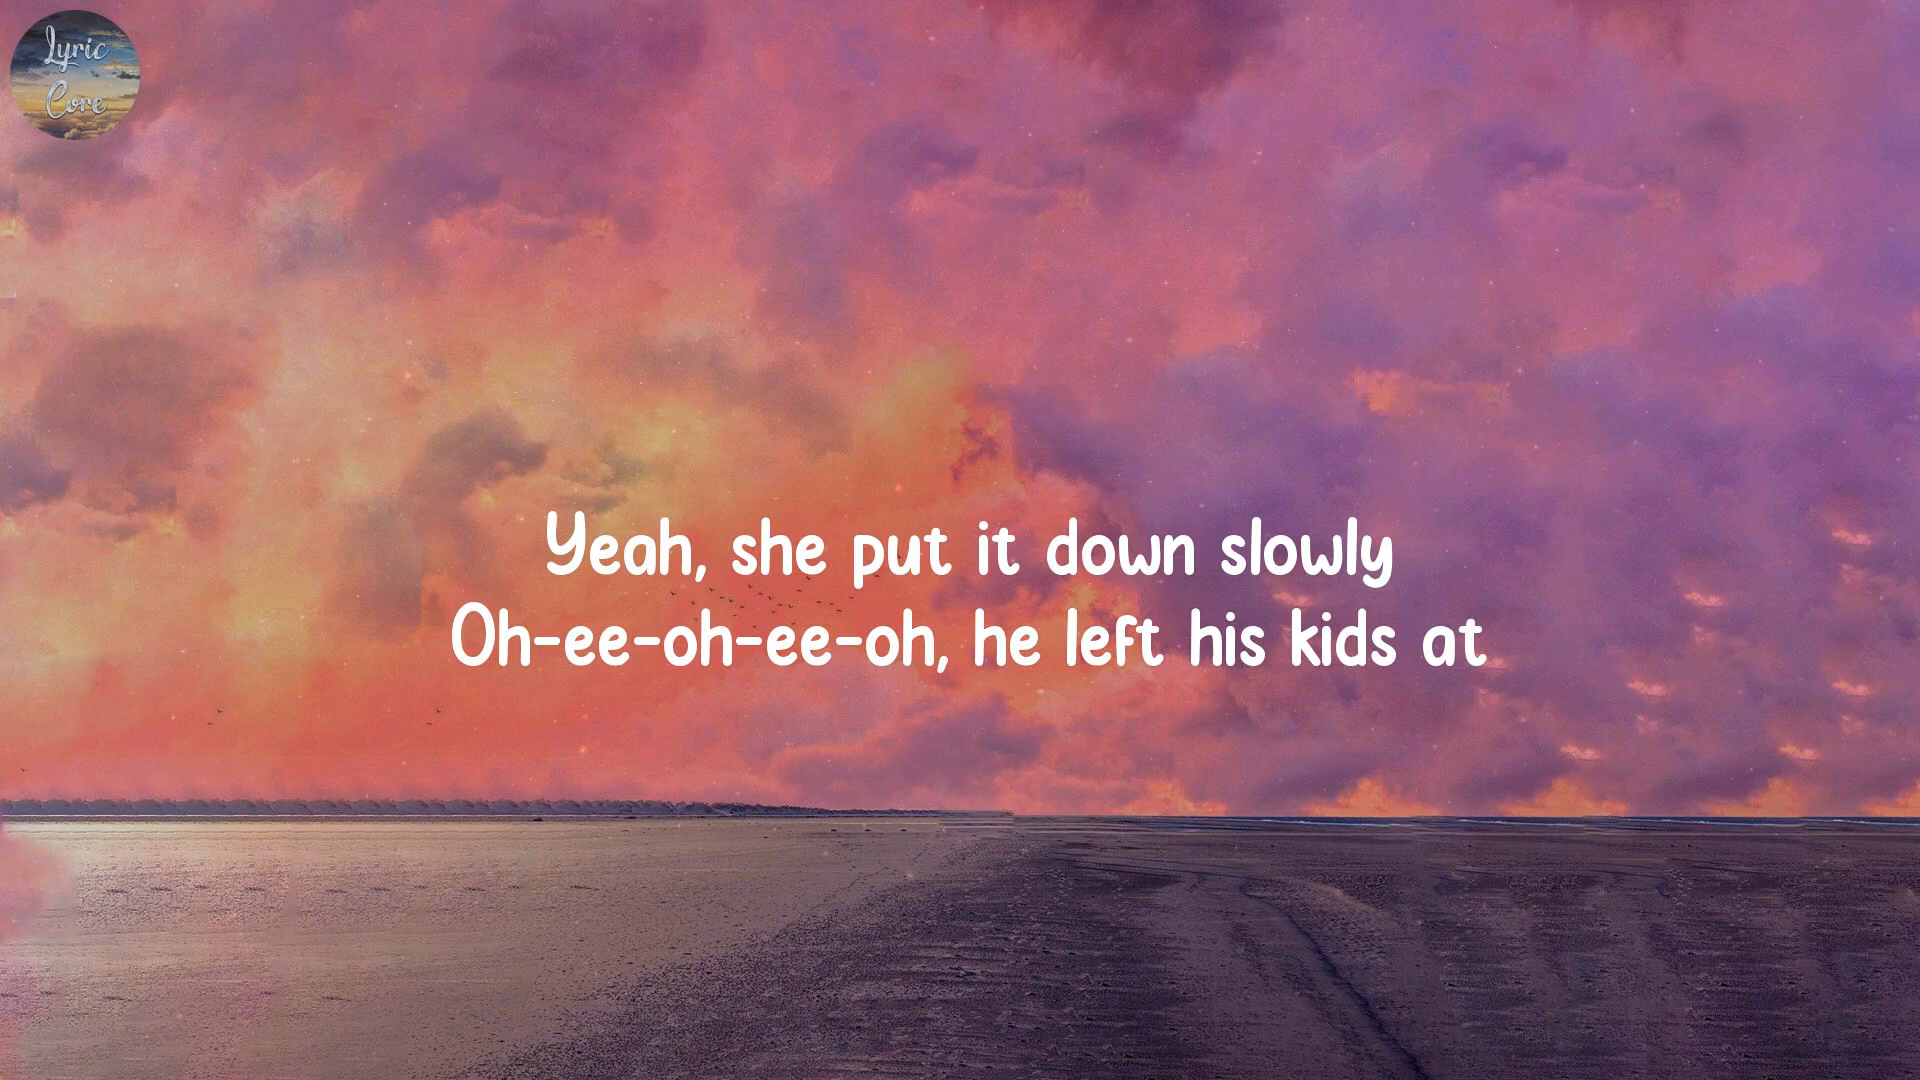 Lyric
Core
Yeah, she put it down slowly
Oh-ee-oh-ee-oh, he left his kids at